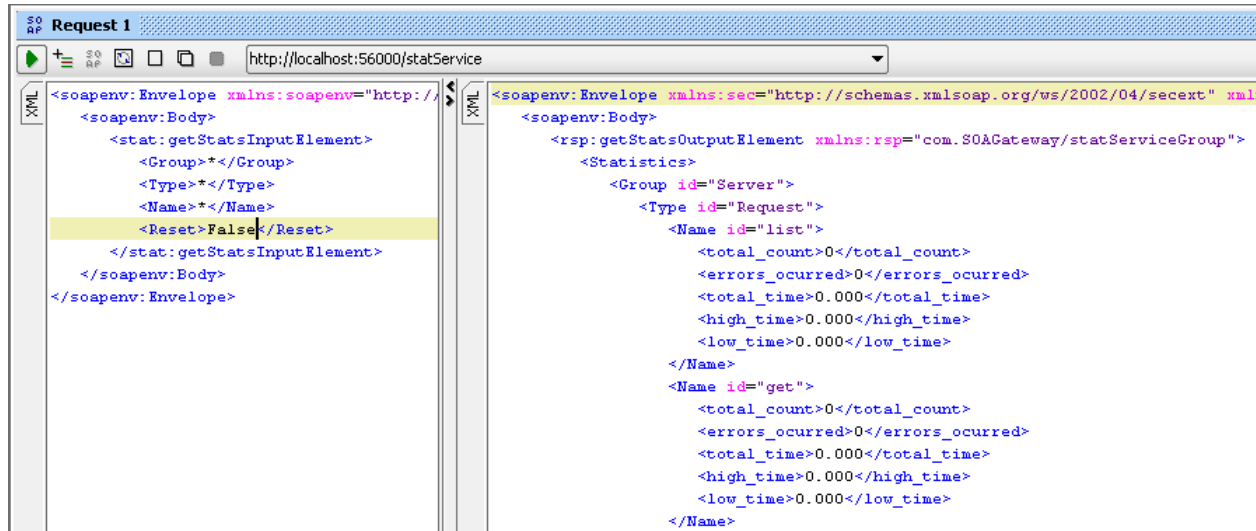 SO AP Request 1
SO AP http://localhost:56000/statService
XML
<soapenv:Envelope xmlns:soapenv="http:/
<soapenv:Body>
<stat:getStatsInputElement>
<Group>*</Group>
<Type>*</Type>
<Name>*</Name>
<Reset>False</Reset>
</stat:getStatsInputElement>
</soapenv:Body>
</soapenv:Envelope>
XML
<soapenv:Envelope xmlns:sec="http://schemas.xmlsoap.org/ws/2002/04/secext" xml
<soapenv:Body>
<rsp:getStatsOutputElement xmlns:rsp="com.SOAGateway/statServiceGroup">
<Statistics>
<Group id="Server">
<Type id="Request">
<Name id="list">
<total_count>0</total_count>
<errors_ocurred>0</errors_ocurred>
<total_time>0.000</total_time>
<high_time>0.000</high_time>
<low_time>0.000</low_time>
</Name>
<Name id="get">
<total_count>0</total_count>
<errors_ocurred>0</errors_ocurred>
<total_time>0.000</total_time>
<high_time>0.000</high_time>
<low_time>0.000</low_time>
</Name>